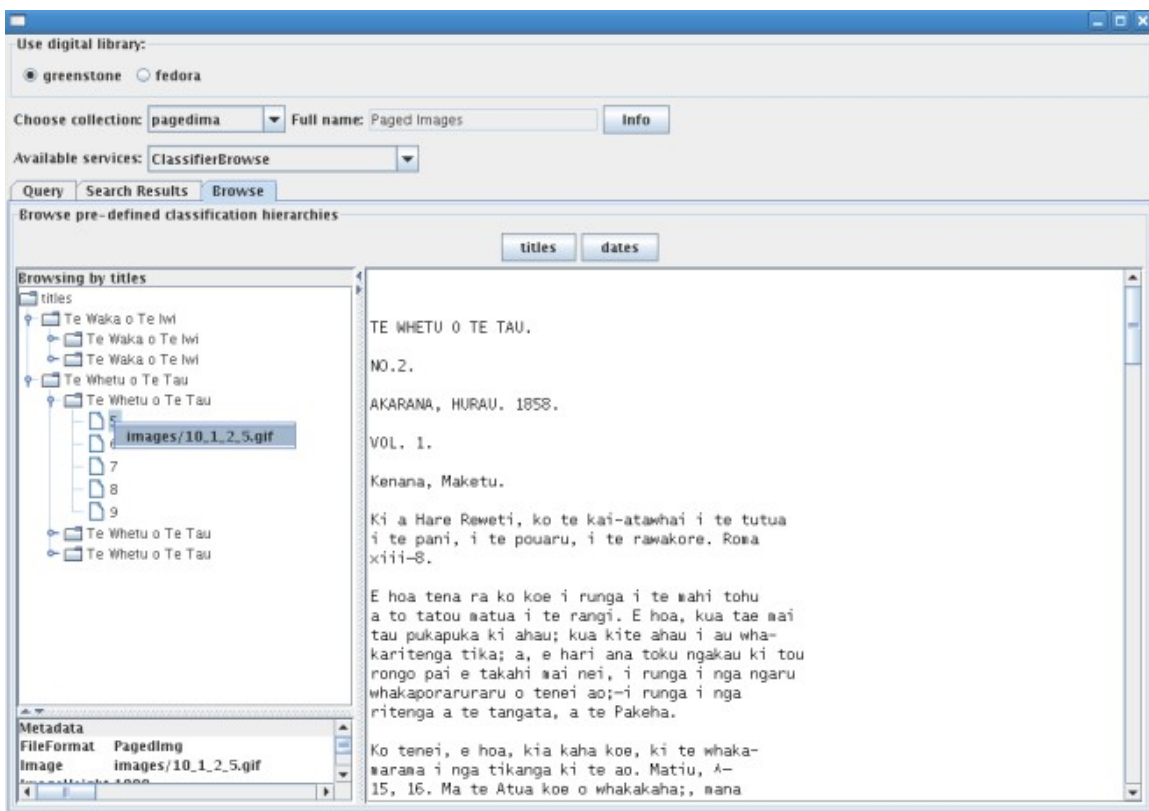 Use digital library:
greenstone fedora
Choose collection: pagedima Full name: Paged Images Info
Available services: ClassifierBrowse
Query Search Results Browse
Browse pre-defined classification hierarchies
titles dates
Browsing by titles
titles
Te Waka o Te Iwi
Te Waka o Te Iwi
Te Waka o Te Iwi
Te Whetu o Te Tau
Te Whetu o Te Tau
5
images/10_1_2_5.gif
7
8
9
Te Whetu o Te Tau
Te Whetu o Te Tau
Metadata
FileFormat PagedImg
Image images/10_1_2_5.gif
TE WHETU O TE TAU.
NO.2.
AKARANA, HURAU. 1858.
VOL. 1.
Kenana, Maketu.
Ki a Hare Reweti, ko te kai-atawhai i te tutua
i te pani, i te pouaru, i te rawakore. Roma
xiii-8.
E hoa tena ra ko koe i runga i te mahi tohu
a to tatou matua i te rangi. E hoa, kua tae mai
tau pukapuka ki ahau; kua kite ahau i au wha-
karitenga tika; a, e hari ana toku ngakau ki tou
rongo pai e takahi mai nei, i runga i nga ngaru
whakaporaruraru o tenei ao;-i runga i nga
ritenga a te tangata, a te Pakeha.
Ko tenei, e hoa, kia kaha koe, ki te whaka-
marama i nga tikanga ki te ao. Matiu, A-
15, 16. Ma te Atua koe o whakakaha;, mana